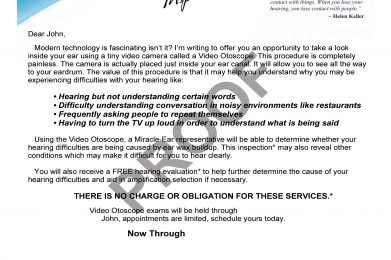 contact with things. When you lose your
hearing, you lose contact with people."
– Helen Keller
Dear John,
Modern technology is fascinating isn't it? I'm writing to offer you an opportunity to take a look
inside your ear using a tiny video camera called a Video Otoscope! This procedure is completely
painless. The camera is actually placed just inside your ear canal. It will allow you to see all the way
to your eardrum. The value of this procedure is that it may help you understand why you may be
experiencing difficulties with your hearing like:
• Hearing but not understanding certain words
• Difficulty understanding conversation in noisy environments like restaurants
• Frequently asking people to repeat themselves
• Having to turn the TV up loud in order to understand what is being said
Using the Video Otoscope, a Miracle-Ear representative will be able to determine whether your
hearing difficulties are being caused by ear wax buildup. This inspection* may also reveal other
conditions which may make it difficult for you to hear clearly.
You will also receive a FREE hearing evaluation* to help further determine the cause of your
hearing difficulties and aid in amplification selection if necessary.
THERE IS NO CHARGE OR OBLIGATION FOR THESE SERVICES.*
Video Otoscope exams will be held through
John, appointments are limited, schedule yours today.
Now Through
PROOF